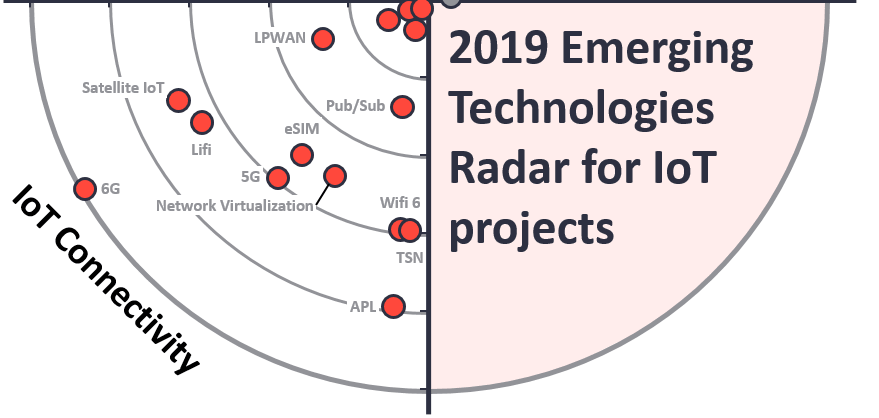 2019 Emerging
Technologies
Radar for IoT
projects
LPWAN
Satellite IoT
Pub/Sub
Lifi
eSIM
5G
6G
Network Virtualization
Wifi 6
TSN
APL
IoT Connectivity